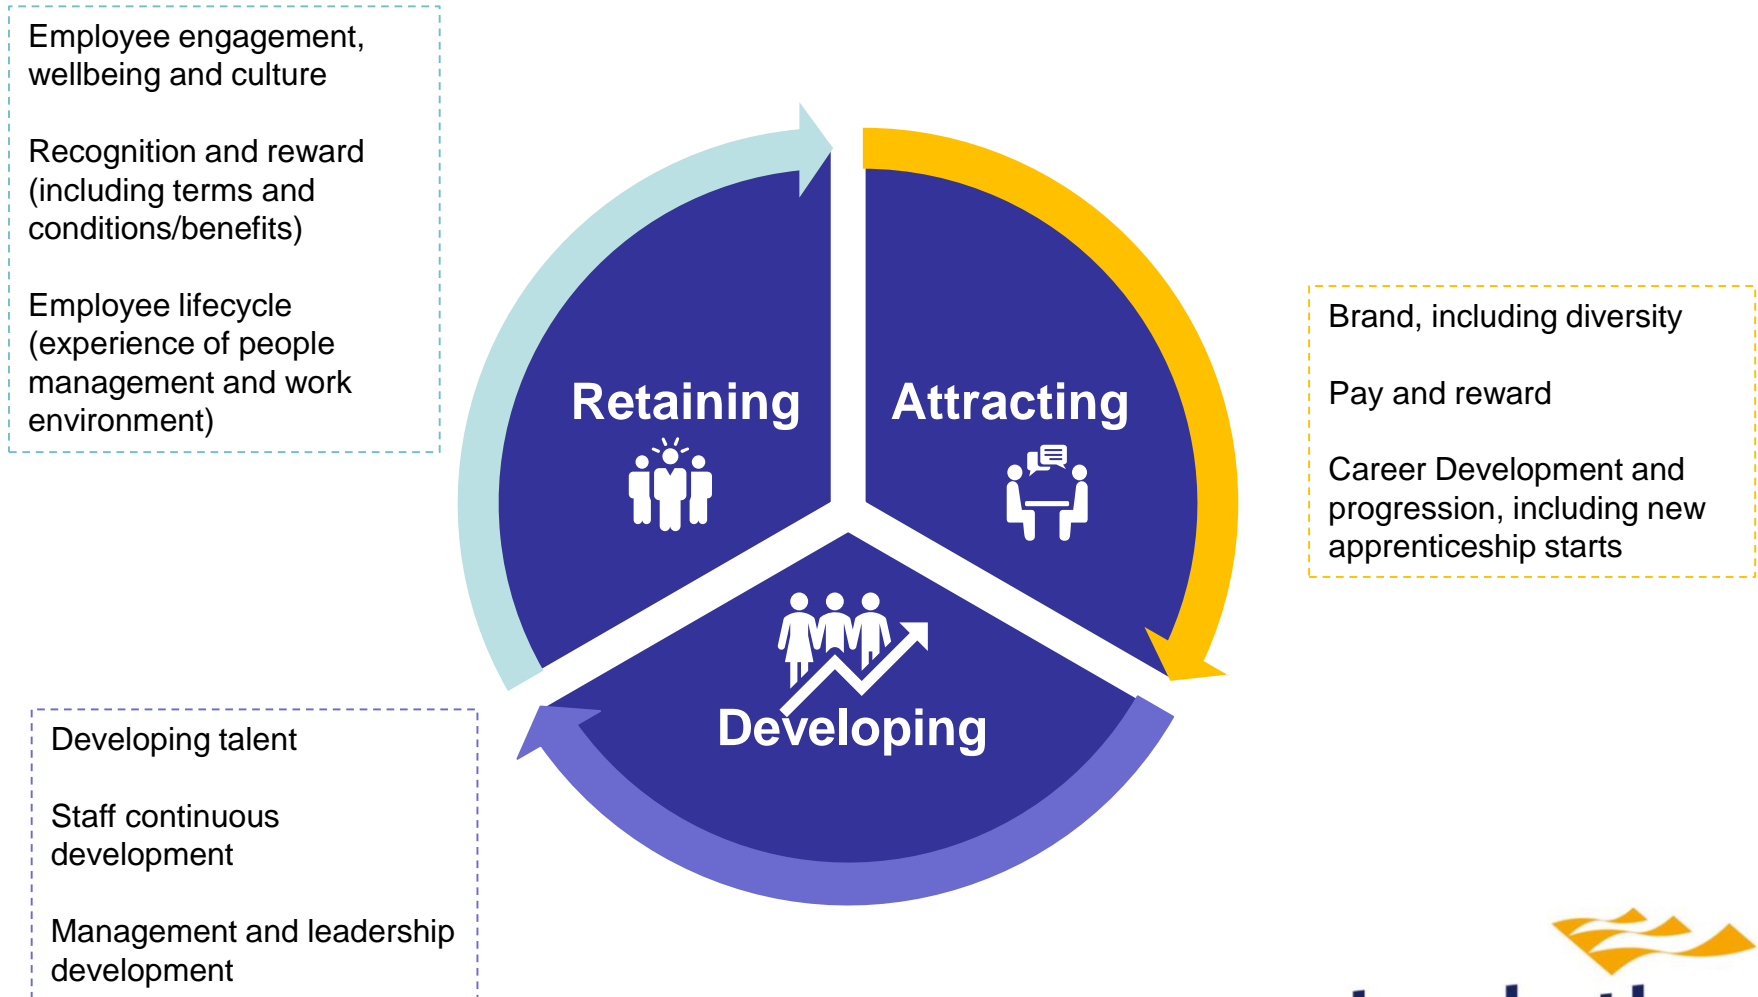 Employee engagement,
wellbeing and culture
Recognition and reward
(including terms and
conditions/benefits)
Employee lifecycle
(experience of people
management and work
environment)
Retaining
Attracting
Brand, including diversity
Pay and reward
Career Development and
progression, including new
apprenticeship starts
Developing
Developing talent
Staff continuous
development
Management and leadership
development